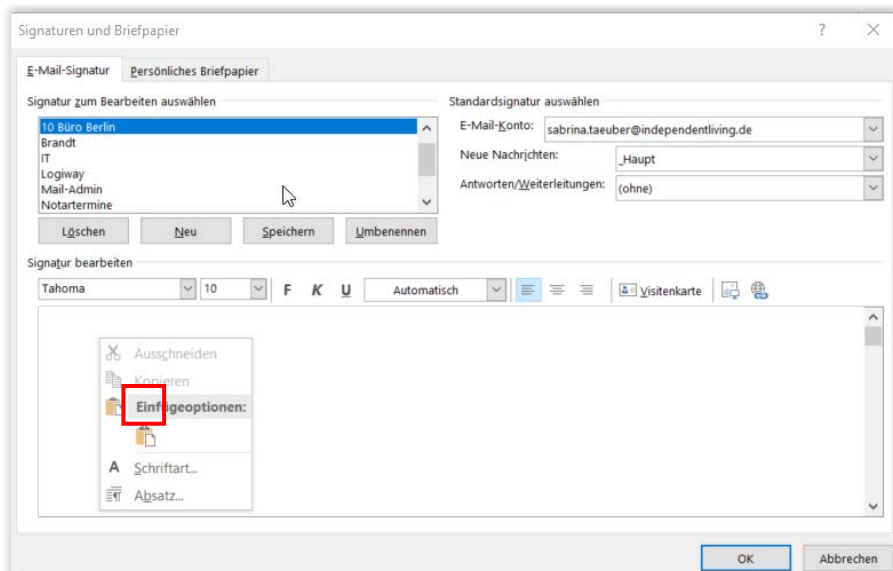 Signaturen und Briefpapier
E-Mail-Signatur Persönliches Briefpapier
Signatur zum Bearbeiten auswählen
10 Büro Berlin
Brandt
IT
Logiway
Mail-Admin
Notartermine
Löschen Neu Speichern Umbenennen
Standardsignatur auswählen
E-Mail-Konto: sabrina.taeuber@independentliving.de
Neue Nachrichten: _Haupt
Antworten/Weiterleitungen: (ohne)
Signatur bearbeiten
Tahoma 10 F K U Automatisch Visitenkarte
Ausschneiden
Kopieren
Einfügeoptionen:
A Schriftart...
Absatz...
OK Abbrechen